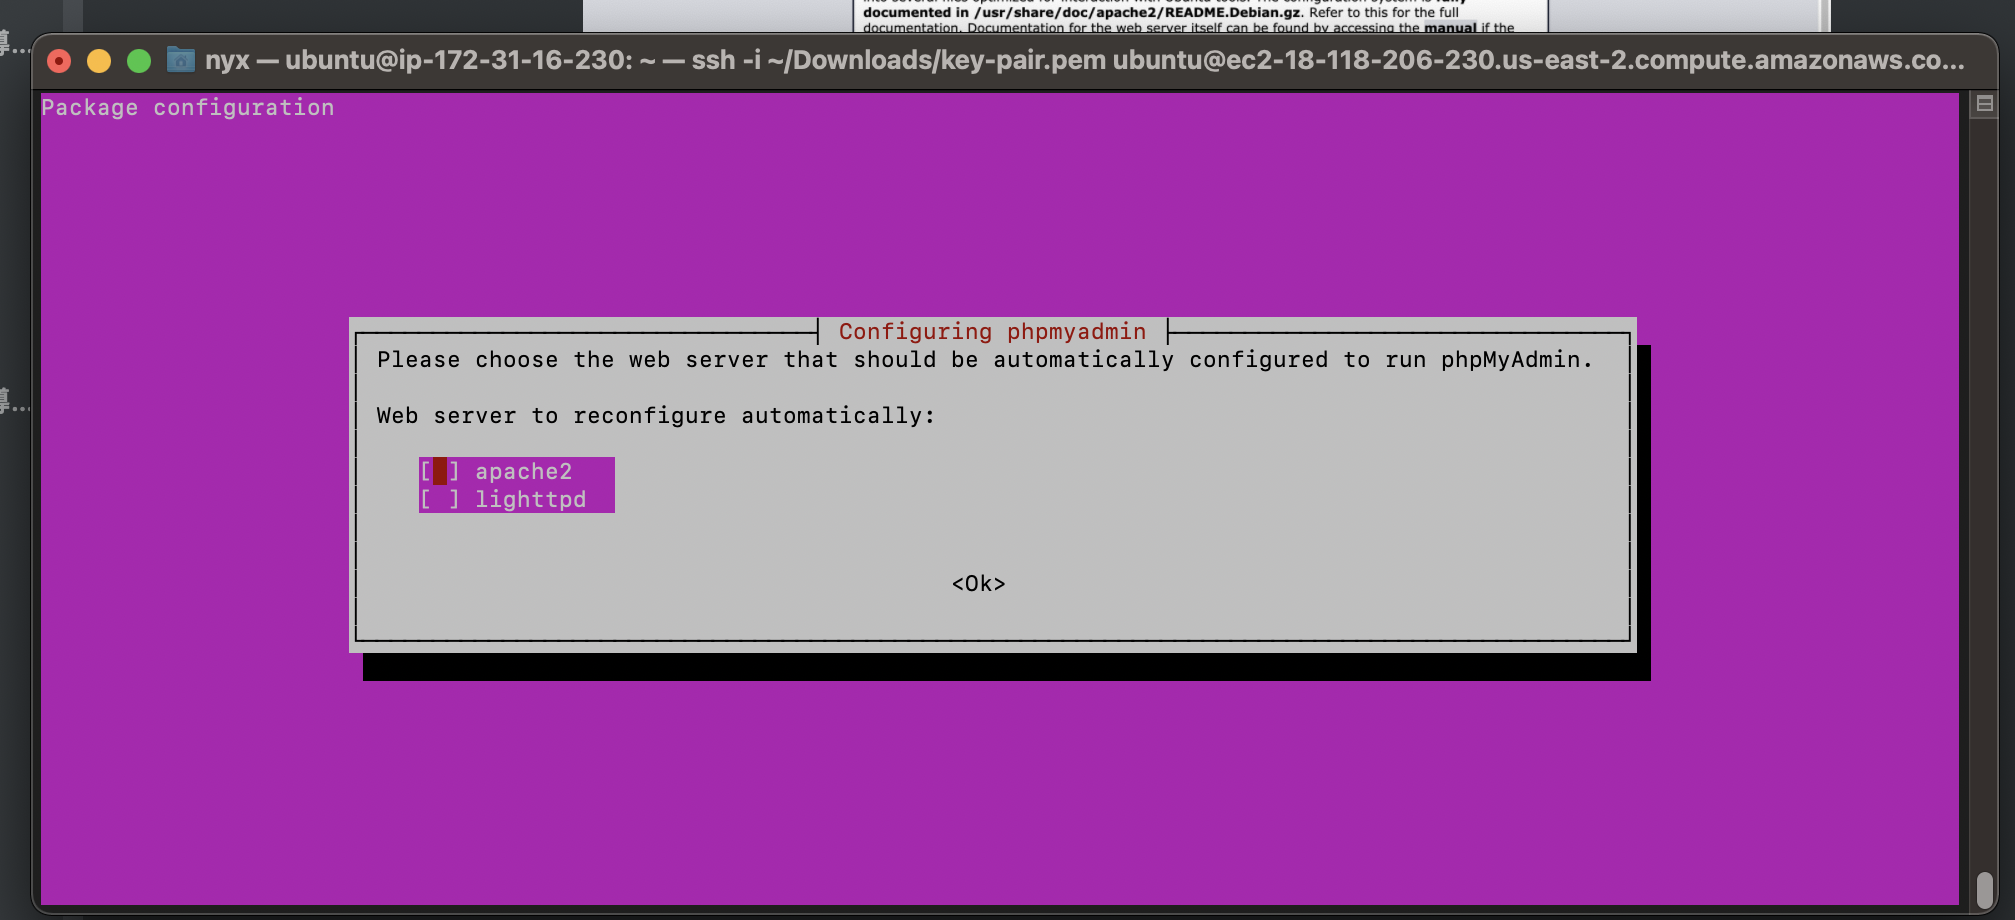 documented in /usr/share/doc/apache2/README.Debian.gz. Refer to this for the full
documentation. Documentation for the web server itself can be found by accessing the manual if the
nyx — ubuntu@ip-172-31-16-230: ~ — ssh -i ~/Downloads/key-pair.pem ubuntu@ec2-18-118-206-230.us-east-2.compute.amazonaws.co...
Package configuration
Configuring phpmyadmin
Please choose the web server that should be automatically configured to run phpMyAdmin.
Web server to reconfigure automatically:
[ ] apache2
[ ] lighttpd
<Ok>